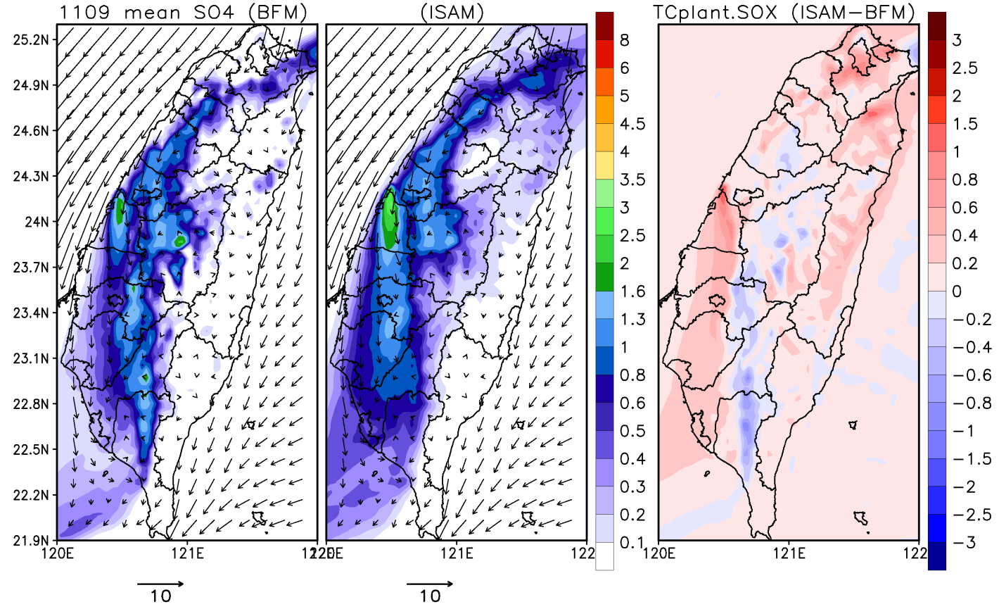 1109 mean SO4 (BFM)
(ISAM)
TCplant.SOX (ISAM−BFM)
25.2N
24.9N
24.6N
24.3N
24N
23.7N
23.4N
23.1N
22.8N
22.5N
22.2N
21.9N
120E
121E
122E
120E
121E
122
120E
121E
122
8
6
5
4.5
4
3.5
3
2.5
2
1.6
1.3
1
0.8
0.6
0.5
0.4
0.3
0.2
0.1
3
2.5
2
1.5
1
0.8
0.6
0.4
0.2
0
−0.2
−0.4
−0.6
−0.8
−1
−1.5
−2
−2.5
−3
10
10